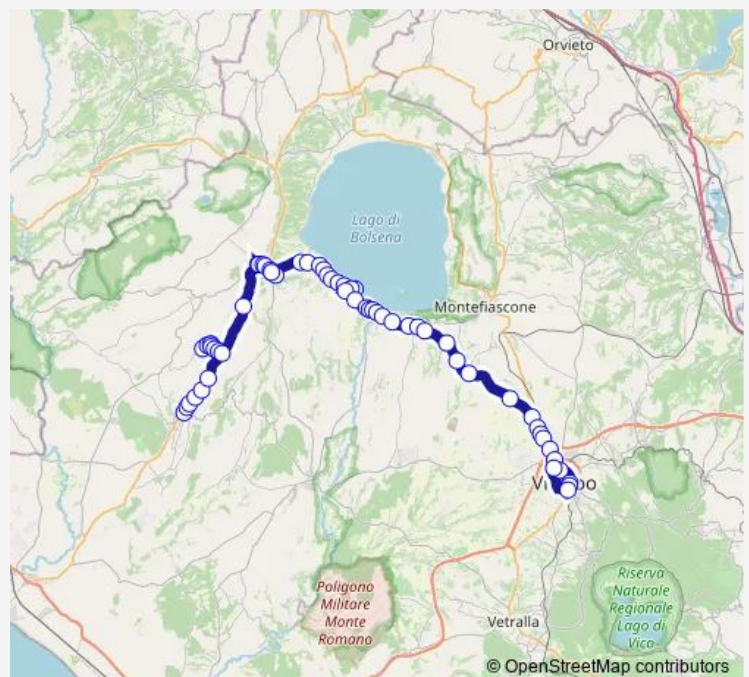 Orvieto
Lago di
Bolsena
Montefiascone
Poligono
Militare
Monte
Romano
Riserva
Naturale
Regionale
Lago di
Vico
Vetralla
© OpenStreetMap contributors